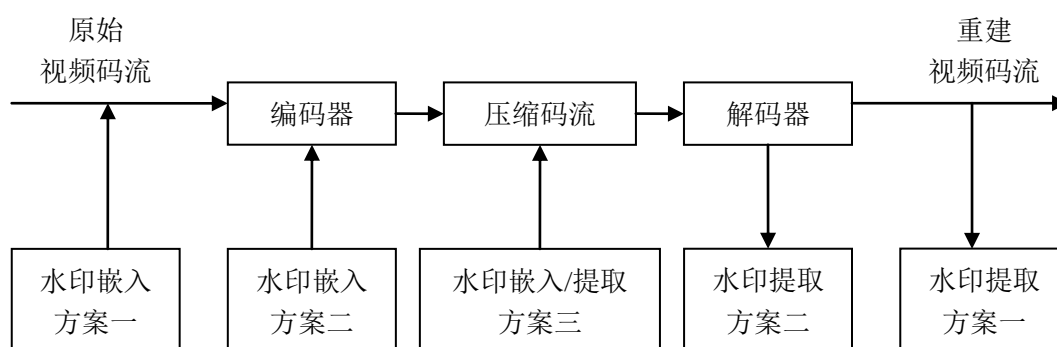 原始
视频码流
重建
视频码流
编码器
压缩码流
解码器
水印嵌入
方案一
水印嵌入
方案二
水印嵌入/提取
方案三
水印提取
方案二
水印提取
方案一